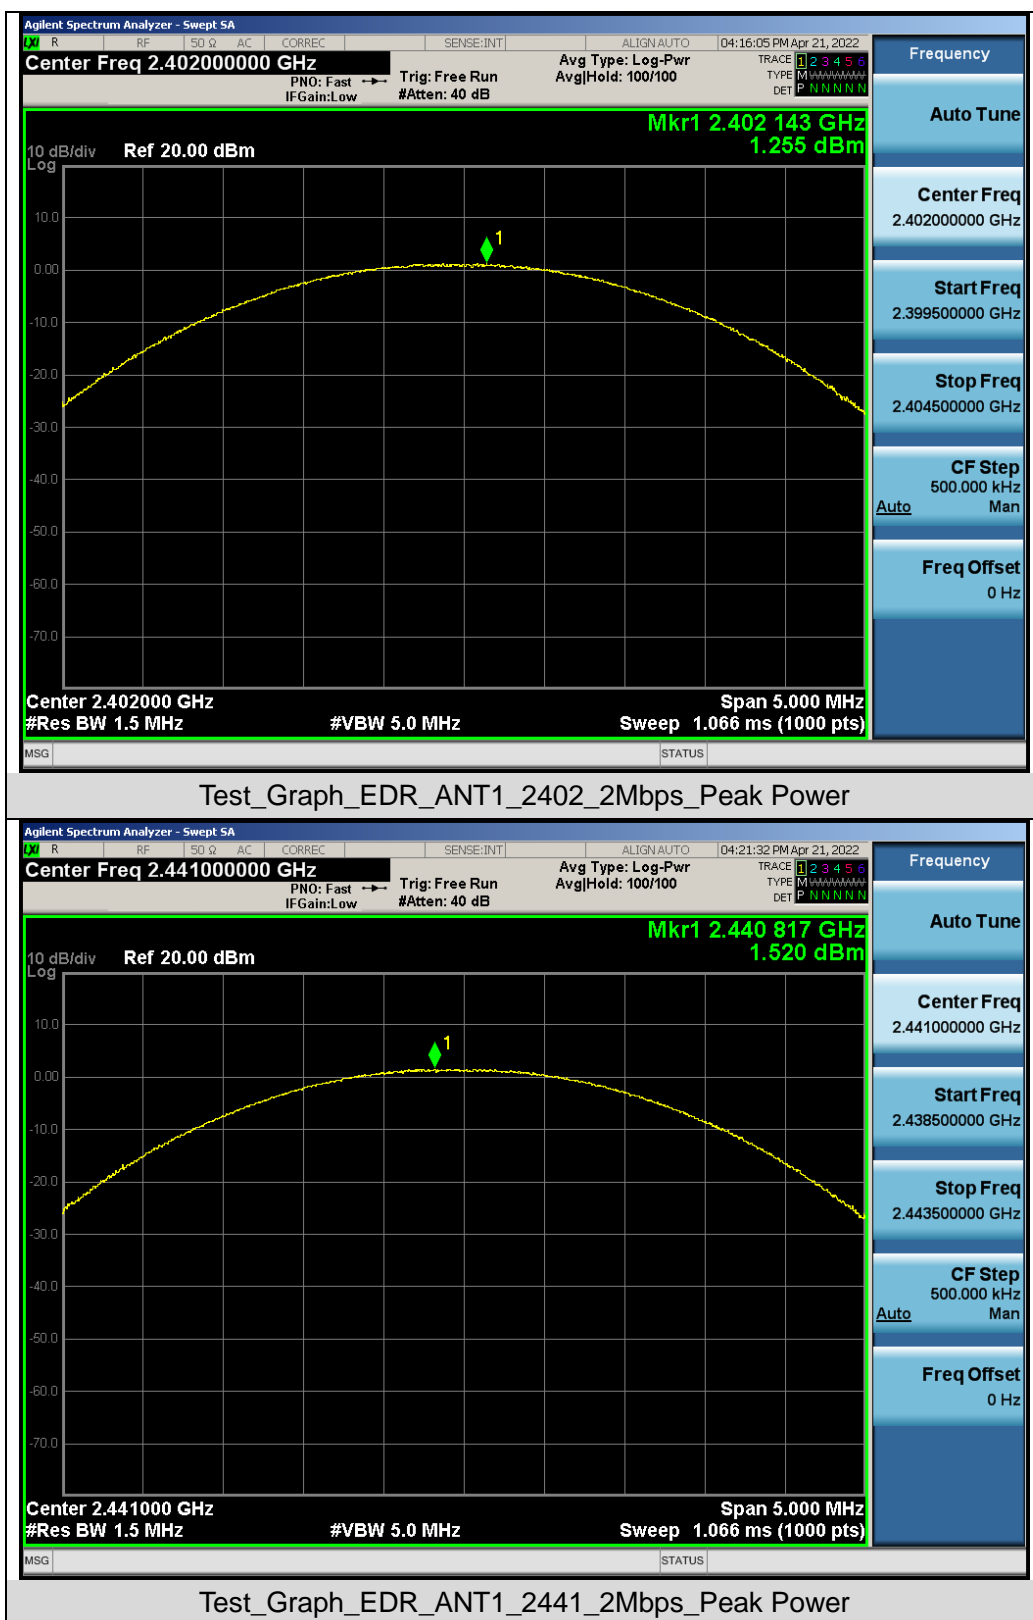 Agilent Spectrum Analyzer - Swept SA
LXI R RF 50 Ω AC CORREC SENSE:INT ALIGN AUTO 04:16:05 PM Apr 21, 2022
Center Freq 2.402000000 GHz
PNO: Fast
IFGain:Low
Trig: Free Run
#Atten: 40 dB
Avg Type: Log-Pwr
Avg|Hold: 100/100
TRACE 1 2 3 4 5 6
TYPE M WWWWW
DET P N N N N N
Mkr1 2.402 143 GHz
1.255 dBm
10 dB/div Ref 20.00 dBm
Log
10.0
1
0.00
-10.0
-20.0
-30.0
-40.0
-50.0
-60.0
-70.0
Center 2.402000 GHz Span 5.000 MHz
#Res BW 1.5 MHz #VBW 5.0 MHz Sweep 1.066 ms (1000 pts)
MSG STATUS
Frequency
Auto Tune
Center Freq
2.402000000 GHz
Start Freq
2.399500000 GHz
Stop Freq
2.404500000 GHz
CF Step
500.000 kHz
Auto Man
Freq Offset
0 Hz
Test_Graph_EDR_ANT1_2402_2Mbps_Peak Power
Agilent Spectrum Analyzer - Swept SA
LXI R RF 50 Ω AC CORREC SENSE:INT ALIGN AUTO 04:21:32 PM Apr 21, 2022
Center Freq 2.441000000 GHz
PNO: Fast
IFGain:Low
Trig: Free Run
#Atten: 40 dB
Avg Type: Log-Pwr
Avg|Hold: 100/100
TRACE 1 2 3 4 5 6
TYPE M WWWWW
DET P N N N N N
Mkr1 2.440 817 GHz
1.520 dBm
10 dB/div Ref 20.00 dBm
Log
10.0
1
0.00
-10.0
-20.0
-30.0
-40.0
-50.0
-60.0
-70.0
Center 2.441000 GHz Span 5.000 MHz
#Res BW 1.5 MHz #VBW 5.0 MHz Sweep 1.066 ms (1000 pts)
MSG STATUS
Frequency
Auto Tune
Center Freq
2.441000000 GHz
Start Freq
2.438500000 GHz
Stop Freq
2.443500000 GHz
CF Step
500.000 kHz
Auto Man
Freq Offset
0 Hz
Test_Graph_EDR_ANT1_2441_2Mbps_Peak Power